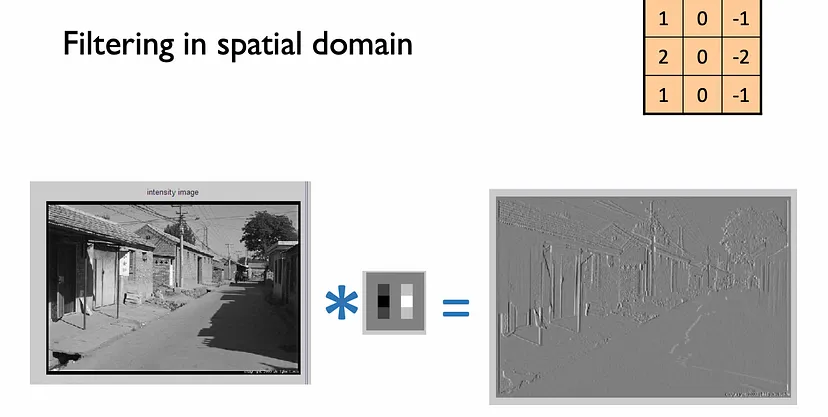 Filtering in spatial domain
1 0 -1
2 0 -2
1 0 -1
intensity image
* =